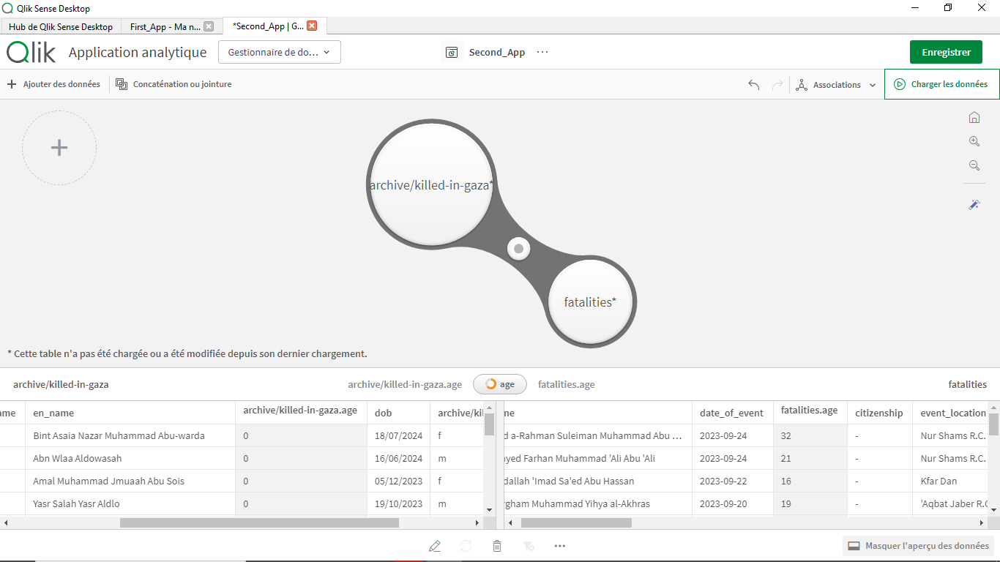 Qlik Sense Desktop
Hub de Qlik Sense Desktop
First_App - Ma n...
*Second_App | G...
Qlik
Application analytique
Gestionnaire de do...
Second_App
Enregistrer
Ajouter des données
Concaténation ou jointure
Associations
Charger les données
archive/killed-in-gaza*
fatalities*
* Cette table n'a pas été chargée ou a été modifiée depuis son dernier chargement.
archive/killed-in-gaza
archive/killed-in-gaza.age
age
fatalities.age
fatalities
ame en_name archive/killed-in-gaza.age dob archive/kil me date_of_event fatalities.age citizenship event_location
Bint Asaia Nazar Muhammad Abu-warda 0 18/07/2024 f d a-Rahman Suleiman Muhammad Abu ... 2023-09-24 32 - Nur Shams R.C.
Abn Wlaa Aldowasah 0 16/06/2024 m ayed Farhan Muhammad 'Ali Abu 'Ali 2023-09-24 21 - Nur Shams R.C.
Amal Muhammad Jmuaah Abu Sois 0 05/12/2023 f dallah 'Imad Sa'ed Abu Hassan 2023-09-22 16 - Kfar Dan
Yasr Salah Yasr Aldlo 0 19/10/2023 m rgham Muhammad Yihya al-Akhras 2023-09-20 19 - 'Aqbat Jaber R.C
Masquer l'aperçu des données